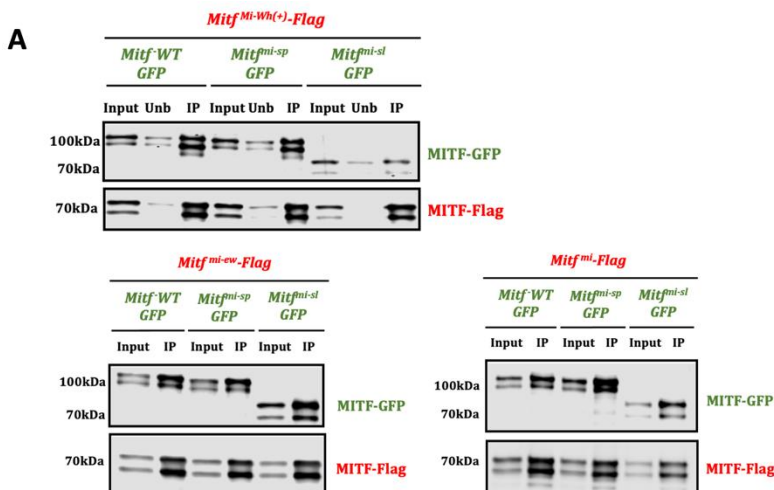 A
Mitf Mi-Wh(+)-Flag
Mitf-WT GFP Mitf mi-sp GFP Mitf mi-sl GFP
Input Unb IP Input Unb IP Input Unb IP
100kDa
70kDa
MITF-GFP
70kDa
MITF-Flag
Mitf mi-ew-Flag
Mitf-WT GFP Mitf mi-sp GFP Mitf mi-sl GFP
Input IP Input IP Input IP
100kDa
70kDa
MITF-GFP
70kDa
MITF-Flag
Mitf mi-Flag
Mitf-WT GFP Mitf mi-sp GFP Mitf mi-sl GFP
Input IP Input IP Input IP
100kDa
70kDa
MITF-GFP
70kDa
MITF-Flag